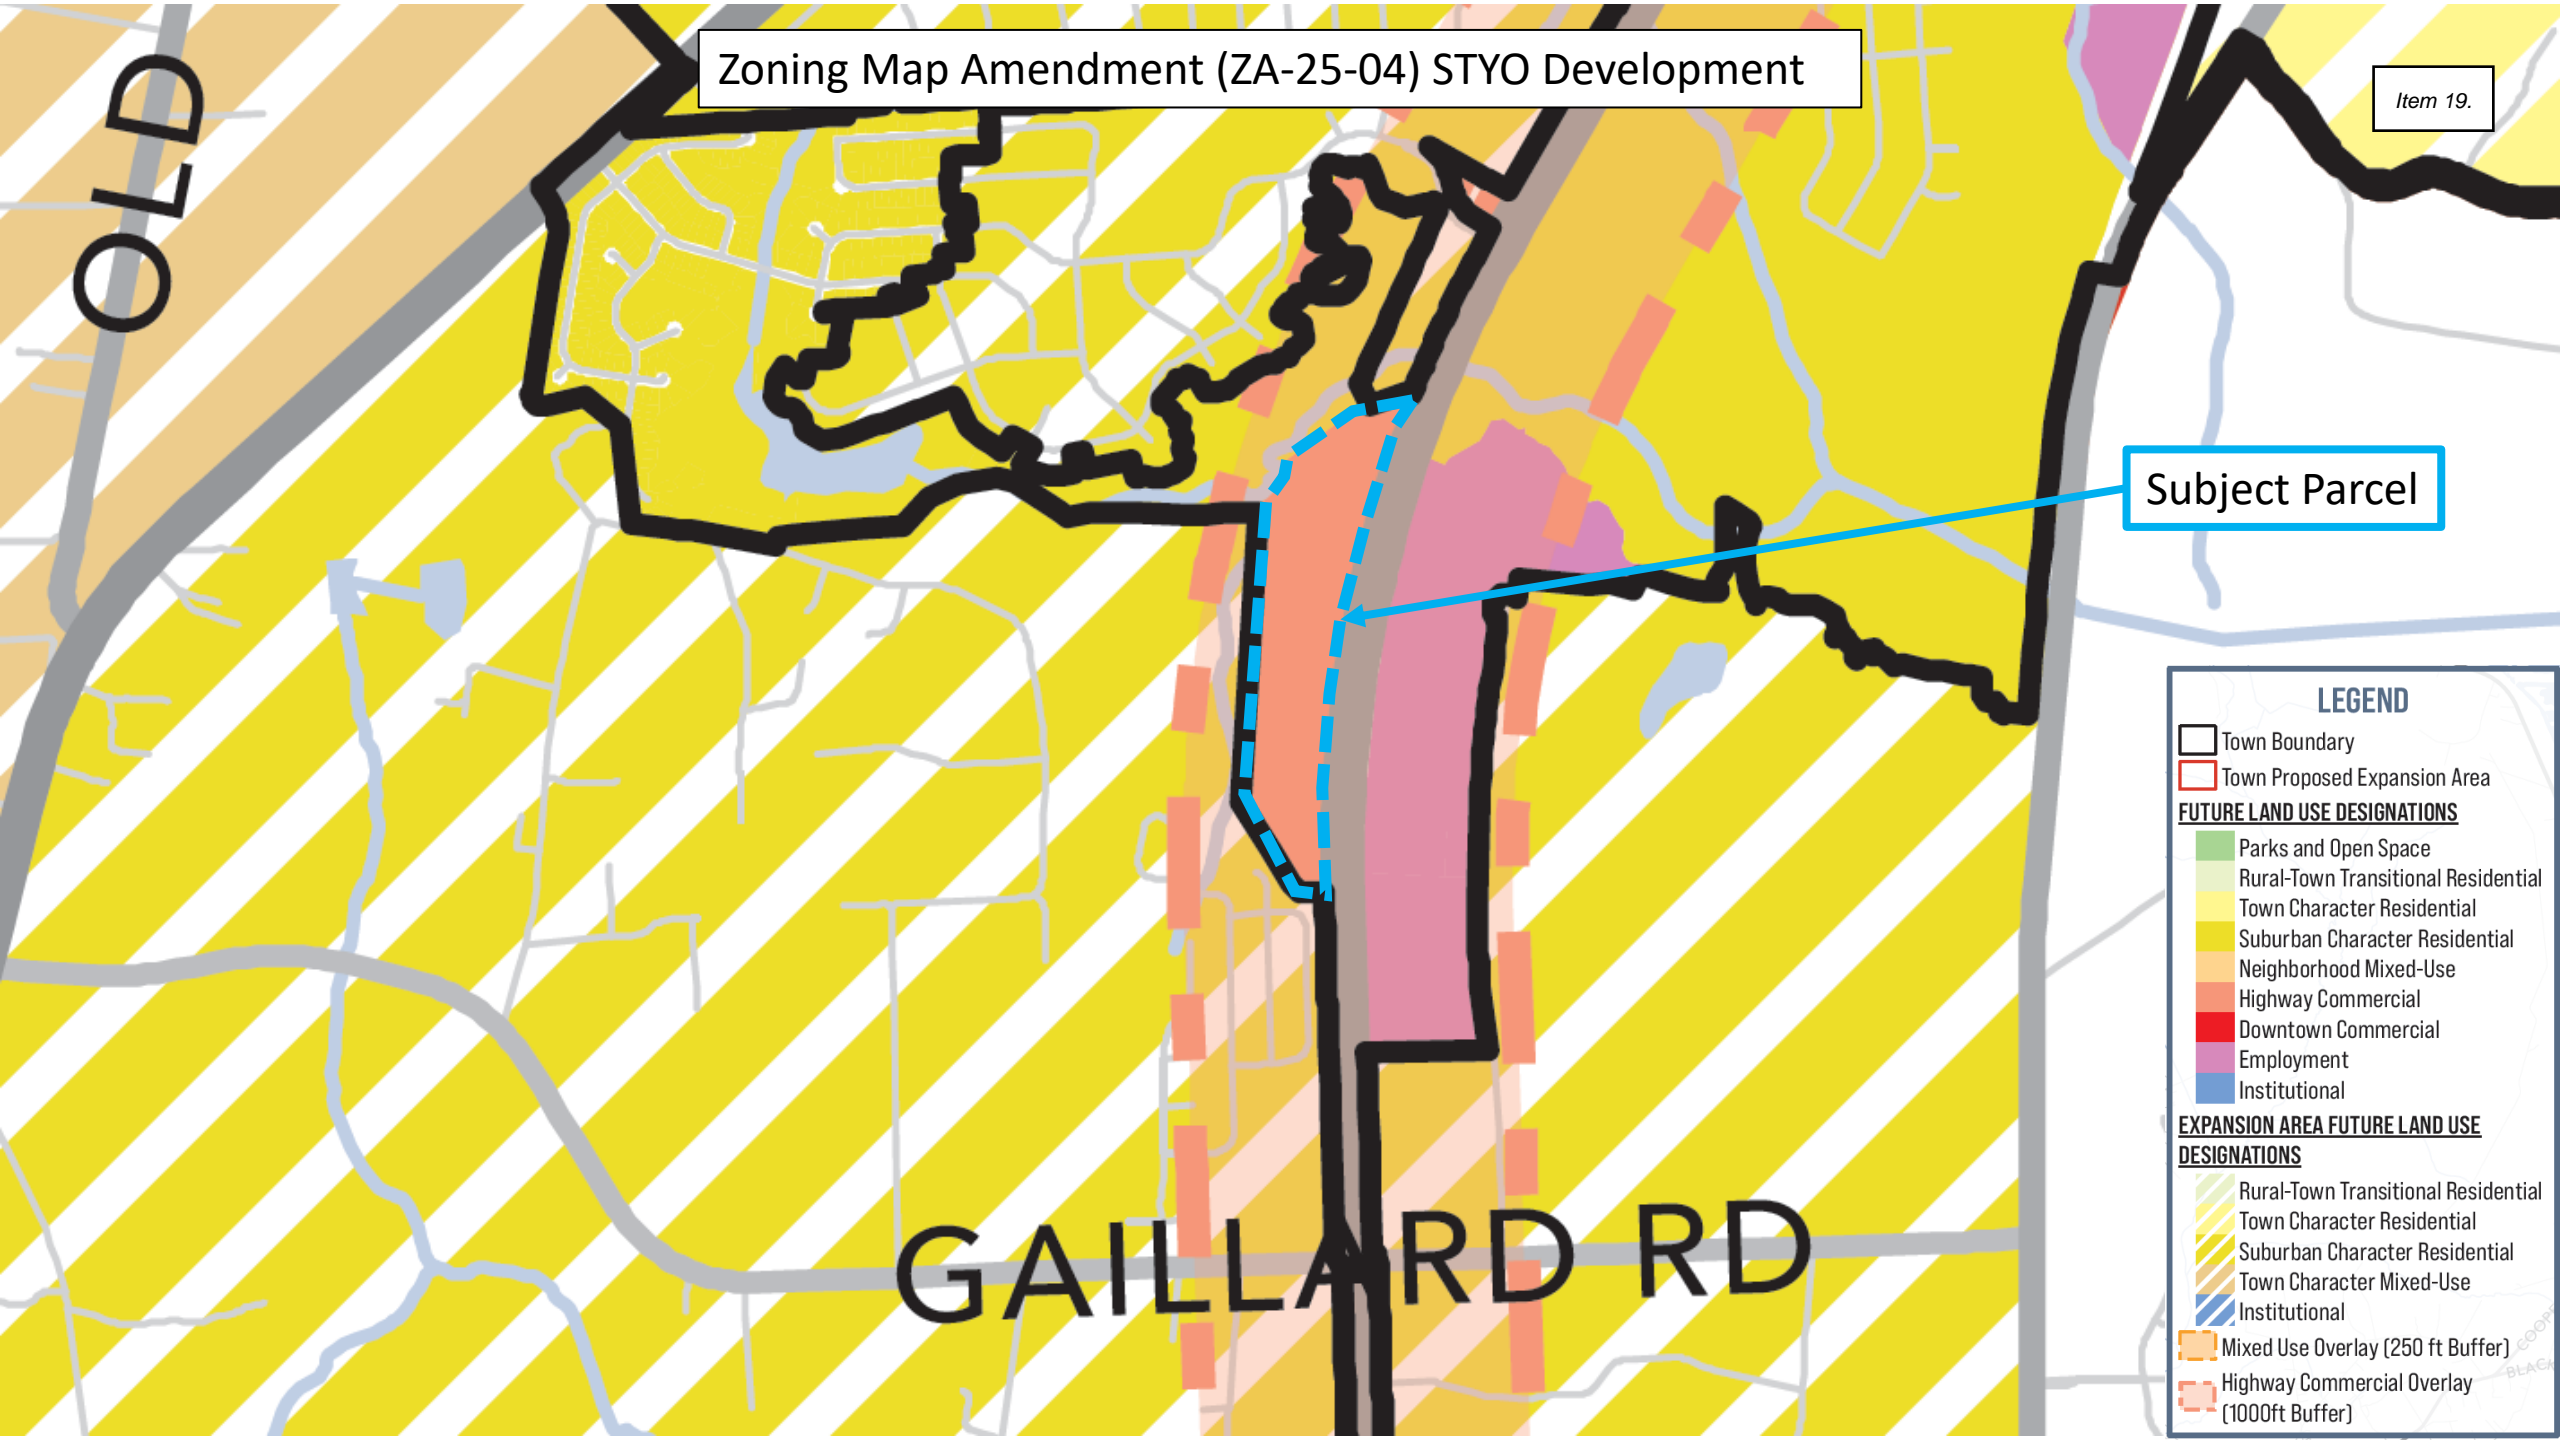 Zoning Map Amendment (ZA-25-04) STYO Development
Item 19.
OLD
Subject Parcel
GAILLARD RD
LEGEND
Town Boundary
Town Proposed Expansion Area
FUTURE LAND USE DESIGNATIONS
Parks and Open Space
Rural-Town Transitional Residential
Town Character Residential
Suburban Character Residential
Neighborhood Mixed-Use
Highway Commercial
Downtown Commercial
Employment
Institutional
EXPANSION AREA FUTURE LAND USE
DESIGNATIONS
Rural-Town Transitional Residential
Town Character Residential
Suburban Character Residential
Town Character Mixed-Use
Institutional
Mixed Use Overlay (250 ft Buffer)
Highway Commercial Overlay
(1000ft Buffer)